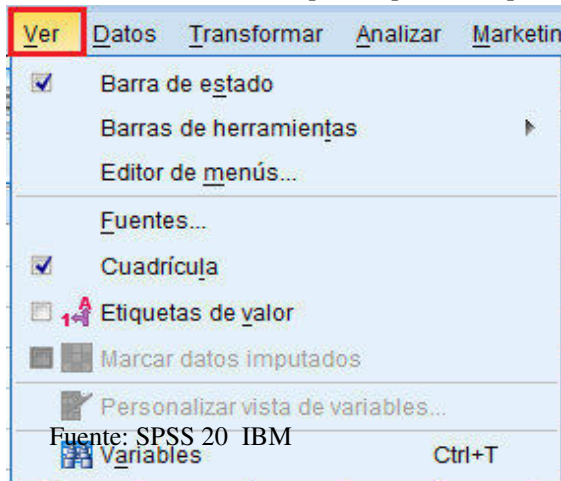 Ver Datos Transformar Analizar Marketin
Barra de estado
Barras de herramientas
Editor de menús...
Fuentes...
Cuadrícula
Etiquetas de valor
Marcar datos imputados
Personalizar vista de variables...
Fuente: SPSS 20 IBM
Variables Ctrl+T